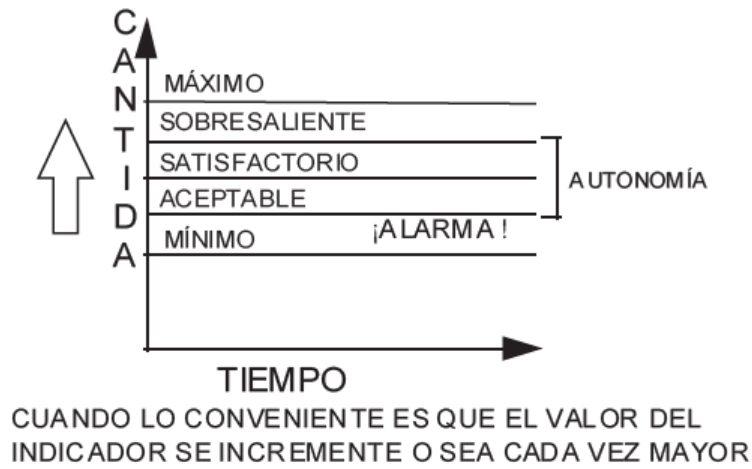 CANTIDA
MÁXIMO
SOBRESALIENTE
SATISFACTORIO
AUTONOMÍA
ACEPTABLE
¡ALARMA !
MÍNIMO
TIEMPO
CUANDO LO CONVENIENTE ES QUE EL VALOR DEL
INDICADOR SE INCREMENTE O SEA CADA VEZ MAYOR